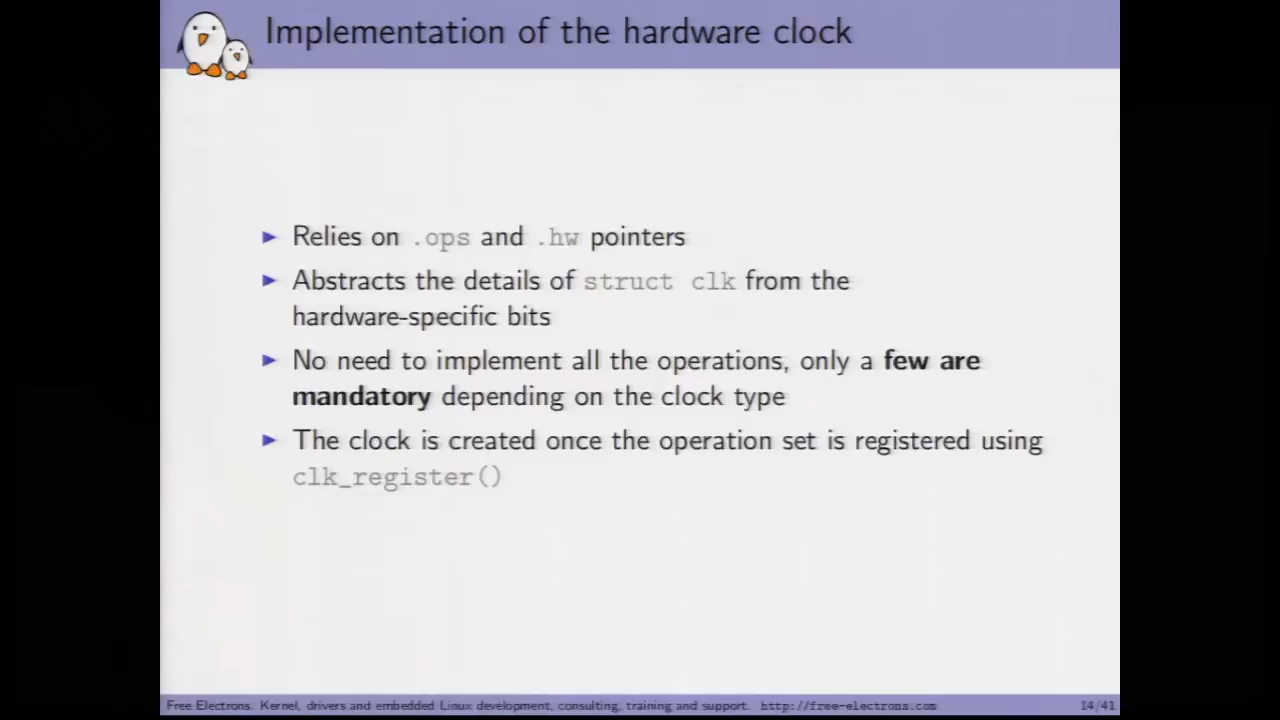 Implementation of the hardware clock
Relies on .ops and .hw pointers
Abstracts the details of struct clk from the
hardware-specific bits
No need to implement all the operations, only a few are
mandatory depending on the clock type
The clock is created once the operation set is registered using
clk_register()
Free Electrons. Kernel, drivers and embedded Linux development, consulting, training and support. http://free-electrons.com 14/41